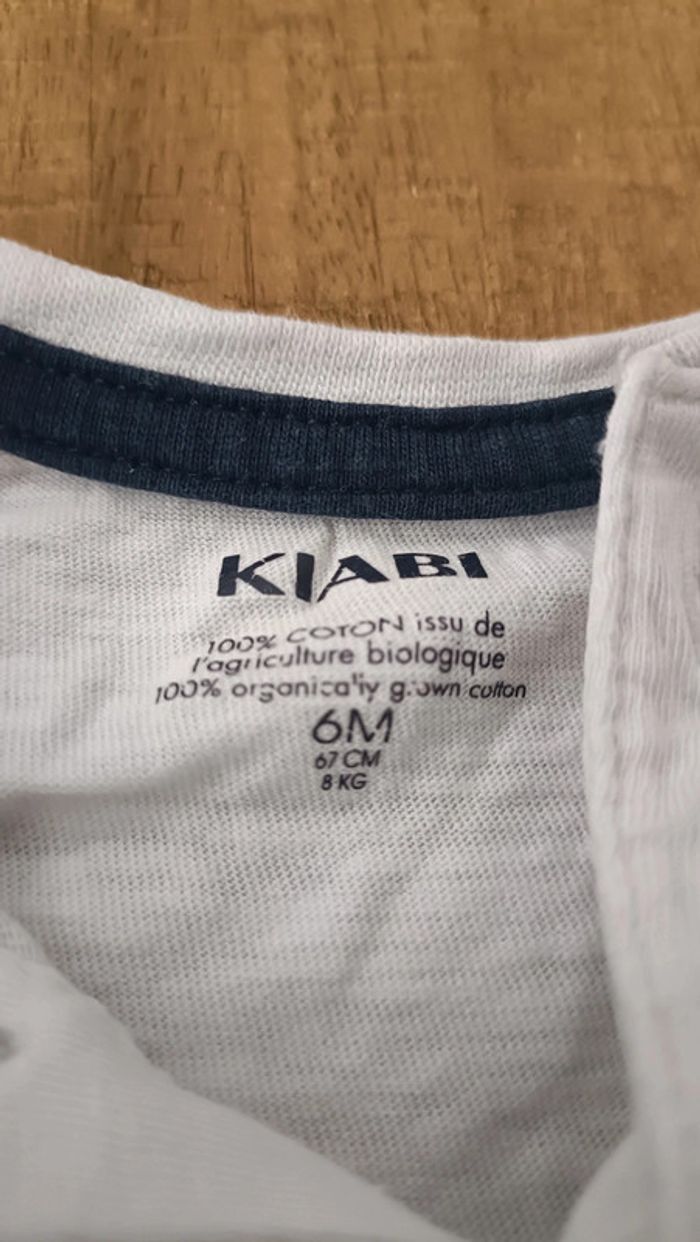 KIABI
100% COTON issu de
l'agriculture biologique
100% organically grown cotton
6M
67 CM
8 KG